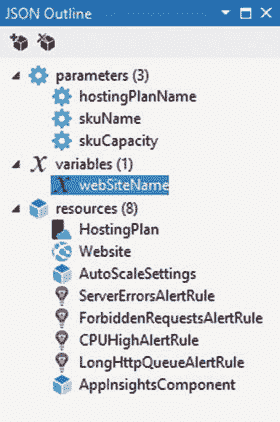 JSON Outline
parameters (3)
hostingPlanName
skuName
skuCapacity
variables (1)
webSiteName
resources (8)
HostingPlan
Website
AutoScaleSettings
ServerErrorsAlertRule
ForbiddenRequestsAlertRule
CPUHighAlertRule
LongHttpQueueAlertRule
AppInsightsComponent